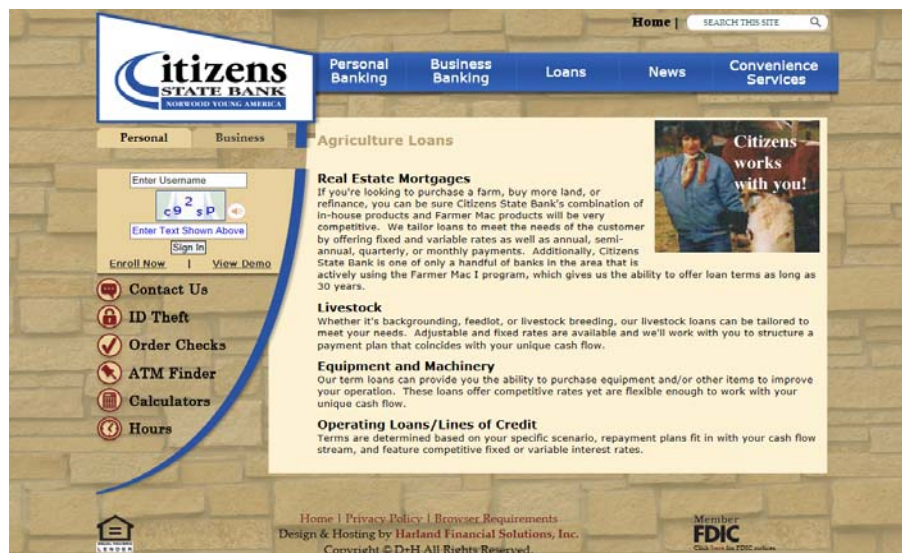 Home |
SEARCH THIS SITE
Citizens
STATE BANK
NORWOOD YOUNG AMERICA
Personal Banking
Business Banking
Loans
News
Convenience Services
Personal
Business
Enter Username
c9 2 s P
Enter Text Shown Above
Sign In
Enroll Now | View Demo
Contact Us
ID Theft
Order Checks
ATM Finder
Calculators
Hours
Agriculture Loans
Citizens
works
with you!
Real Estate Mortgages
If you're looking to purchase a farm, buy more land, or
refinance, you can be sure Citizens State Bank's combination of
in-house products and Farmer Mac products will be very
competitive. We tailor loans to meet the needs of the customer
by offering fixed and variable rates as well as annual, semi-
annual, quarterly, or monthly payments. Additionally, Citizens
State Bank is one of only a handful of banks in the area that is
actively using the Farmer Mac I program, which gives us the ability to offer loan terms as long as
30 years.
Livestock
Whether it's backgrounding, feedlot, or livestock breeding, our livestock loans can be tailored to
meet your needs. Adjustable and fixed rates are available and we'll work with you to structure a
payment plan that coincides with your unique cash flow.
Equipment and Machinery
Our term loans can provide you the ability to purchase equipment and/or other items to improve
your operation. These loans offer competitive rates yet are flexible enough to work with your
unique cash flow.
Operating Loans/Lines of Credit
Terms are determined based on your specific scenario, repayment plans fit in with your cash flow
stream, and feature competitive fixed or variable interest rates.
Home | Privacy Policy | Browser Requirements
Design & Hosting by Harland Financial Solutions, Inc.
Copyright © D+H All Rights Reserved.
LENDER
Member
FDIC
Click here for FDIC notices